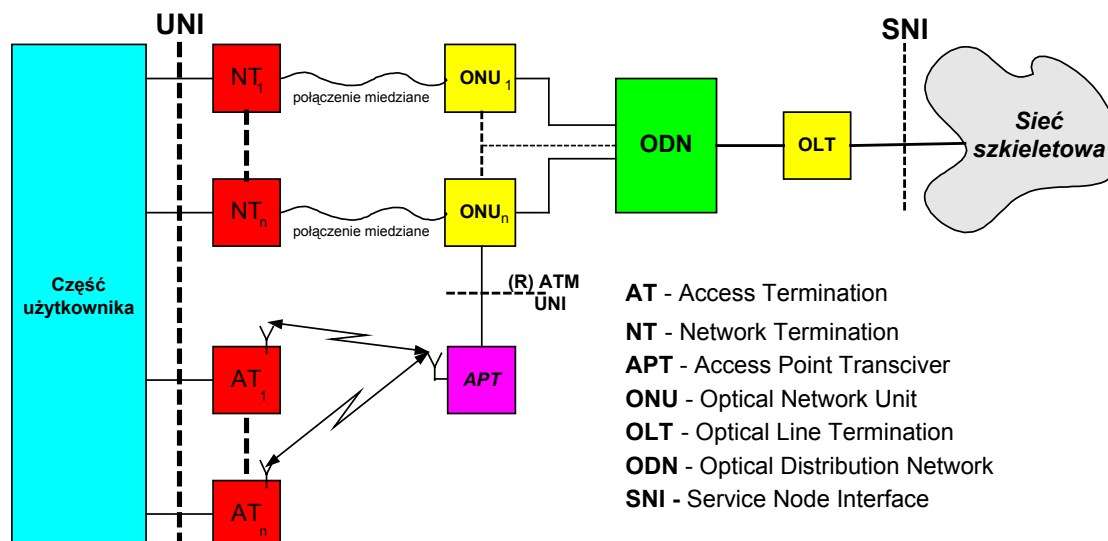 UNI
SNI
NT1
połączenie miedziane
ONU 1
ODN
OLT
Sieć
szkieletowa
NTn
połączenie miedziane
ONUn
Część
użytkownika
(R) ATM
UNI
AT1
APT
ATn
AT - Access Termination
NT - Network Termination
APT - Access Point Transciver
ONU - Optical Network Unit
OLT - Optical Line Termination
ODN - Optical Distribution Network
SNI - Service Node Interface